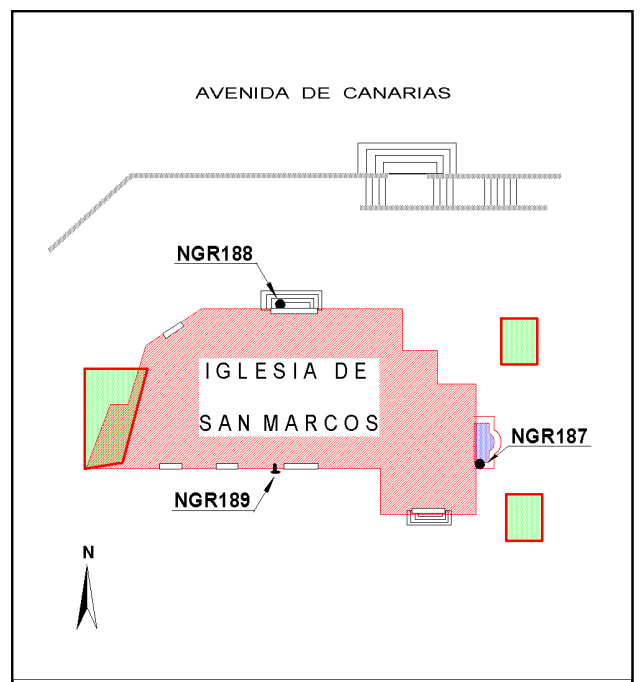 AVENIDA DE CANARIAS
NGR188
IGLESIA DE
SAN MARCOS
NGR187
NGR189
N